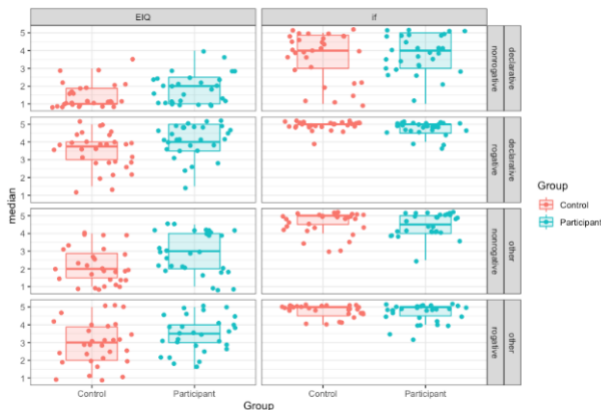 EIQ if
5
4
3
2
1
nonrogative declarative
5
4
3
2
1
rogative declarative
5
4
3
2
1
nonrogative other
5
4
3
2
1
rogative other
median
Control Participant Control Participant
Group
Group
Control
Participant